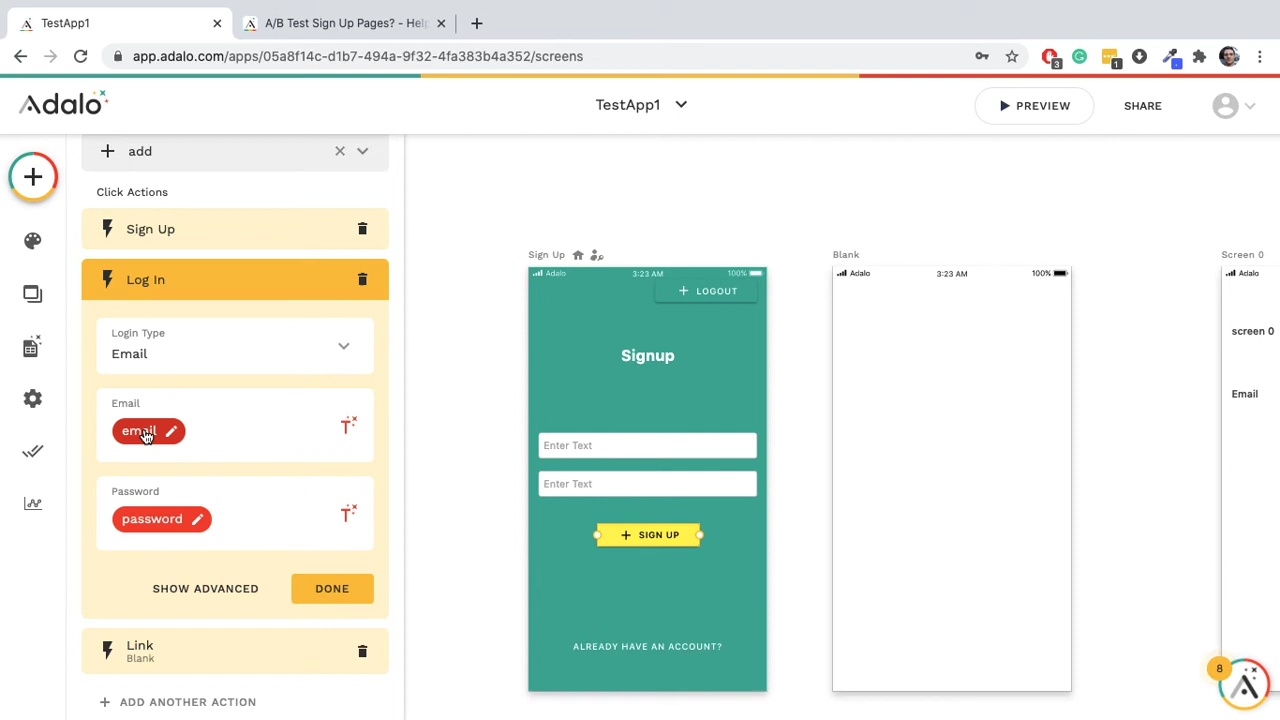 TestApp1
A/B Test Sign Up Pages? - Help
app.adalo.com/apps/05a8f14c-d1b7-494a-9f32-4fa383b4a352/screens
3
1
Adalo
TestApp1
PREVIEW
SHARE
add
Click Actions
Sign Up
Log In
Login Type
Email
Email
email
Password
password
SHOW ADVANCED
DONE
Link
Blank
ADD ANOTHER ACTION
Sign Up
Adalo 3:23 AM 100%
LOGOUT
Signup
Enter Text
Enter Text
SIGN UP
ALREADY HAVE AN ACCOUNT?
Blank
Adalo 3:23 AM 100%
Screen 0
Adalo
screen 0
Email
8